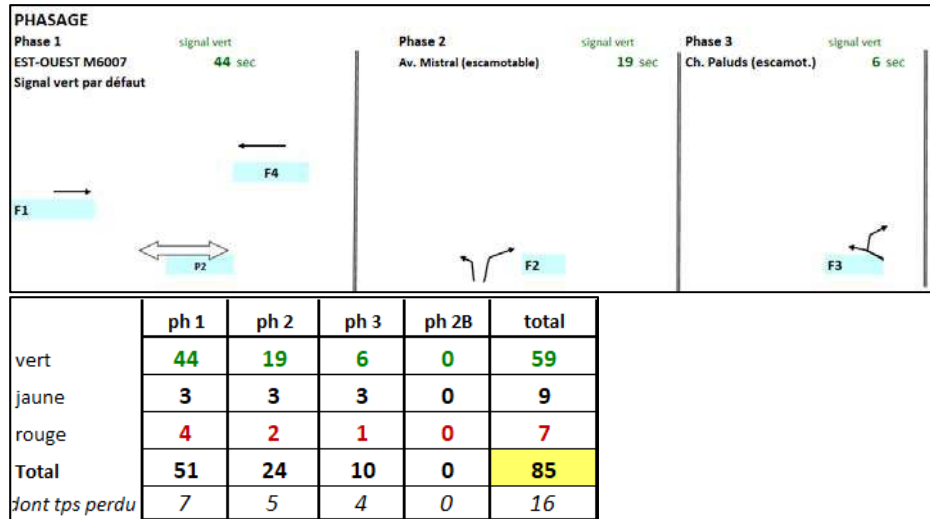 PHASAGE
Phase 1 signal vert Phase 2 signal vert Phase 3 signal vert
EST-OUEST M6007 44 sec Av. Mistral (escamotable) 19 sec Ch. Paluds (escamot.) 6 sec
Signal vert par défaut
F4
F1
P2 F2 F3
ph 1 ph 2 ph 3 ph 2B total
vert 44 19 6 0 59
jaune 3 3 3 0 9
rouge 4 2 1 0 7
Total 51 24 10 0 85
dont tps perdu 7 5 4 0 16